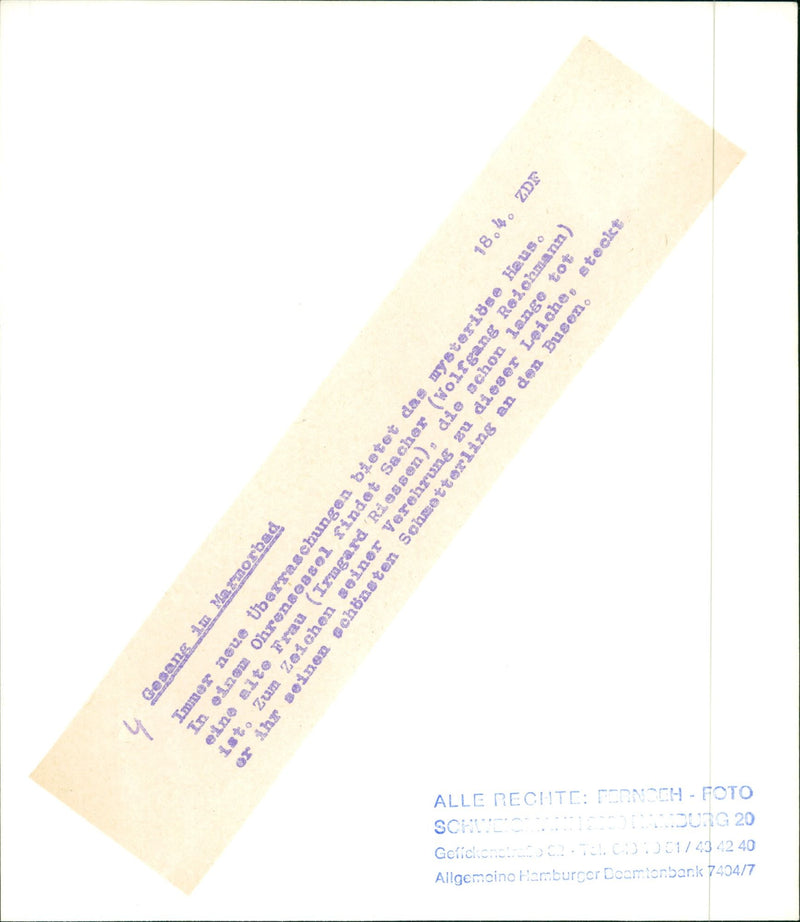 18.4. ZDF
Gesang im Marmorbad
Immer neue Überraschungen bietet das mysteriöse Haus.
In einem Ohrensessel findet Sacher (Wolfgang Reichmann)
eine alte Frau (Irmgard Riessen), die schon lange tot
ist. Zum Zeichen seiner Verehrung zu dieser Leiche, steckt
er ihr seinen schönsten Schmetterling an den Busen.
4
ALLE RECHTE: FERNSEH - FOTO
HAMBURG 20
/ 43 42 40
Allgemeine Hamburger Beamtenbank 7404/7